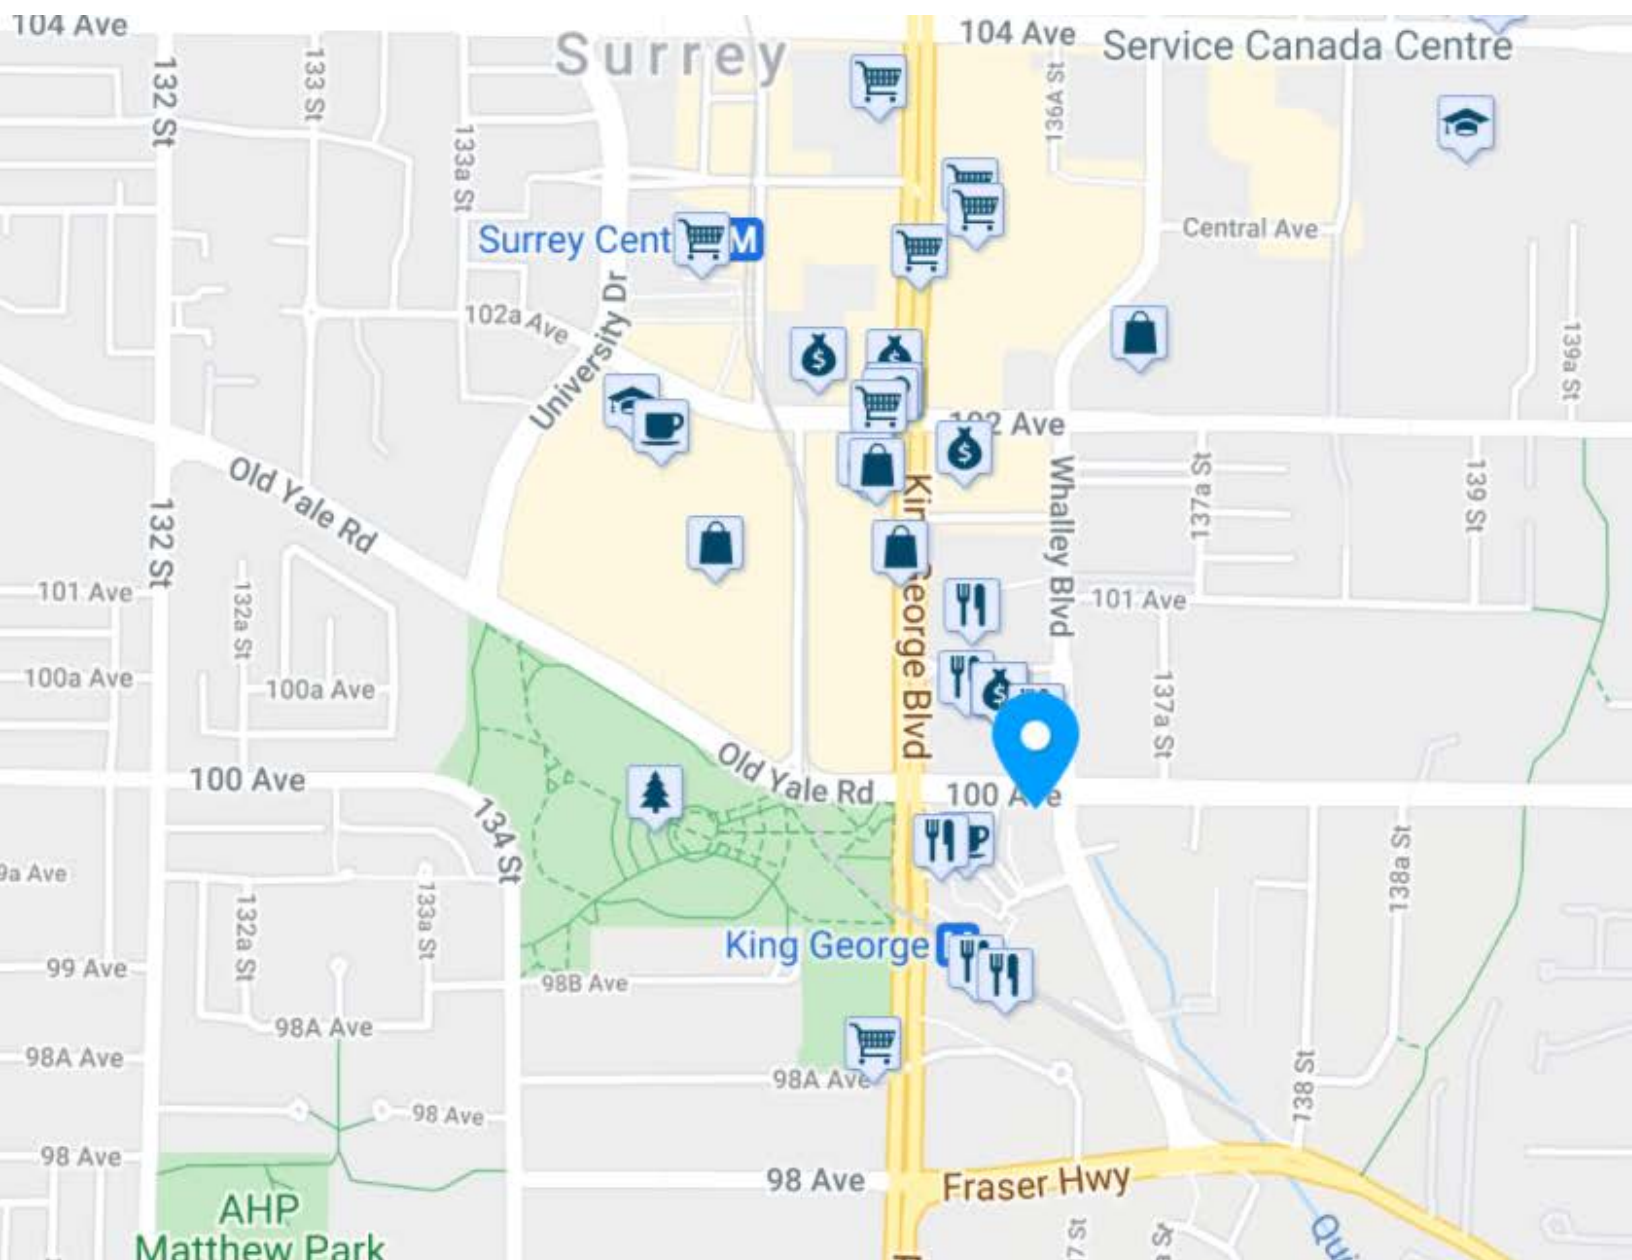 104 Ave
104 Ave
Service Canada Centre
Surrey
132 St
133 St
133a St
136A St
Surrey Cent
M
Central Ave
University Dr
102a Ave
139a St
Ave
Old Yale Rd
132 St
King George Blvd
Whalley Blvd
137a St
139 St
101 Ave
132a St
101 Ave
100a Ave
100a Ave
137a St
Old Yale Rd
100 Ave
100 Ave
134 St
138a St
132a St
133a St
King George
99 Ave
98B Ave
98A Ave
98A Ave
98A Ave
98 Ave
138 St
98 Ave
98 Ave
Fraser Hwy
AHP
Matthew Park